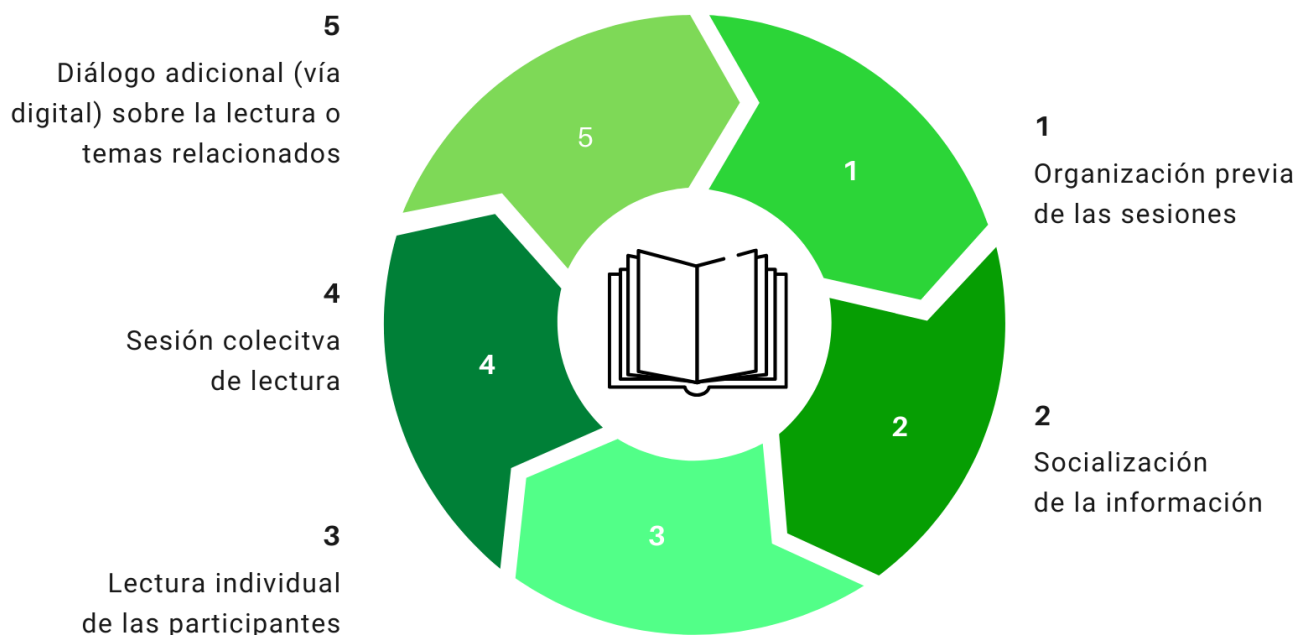 5
Diálogo adicional (vía
digital) sobre la lectura o
temas relacionados
5
1
1
Organización previa
de las sesiones
4
Sesión colecitva
de lectura
4
2
2
Socialización
de la información
3
Lectura individual
de las participantes
3